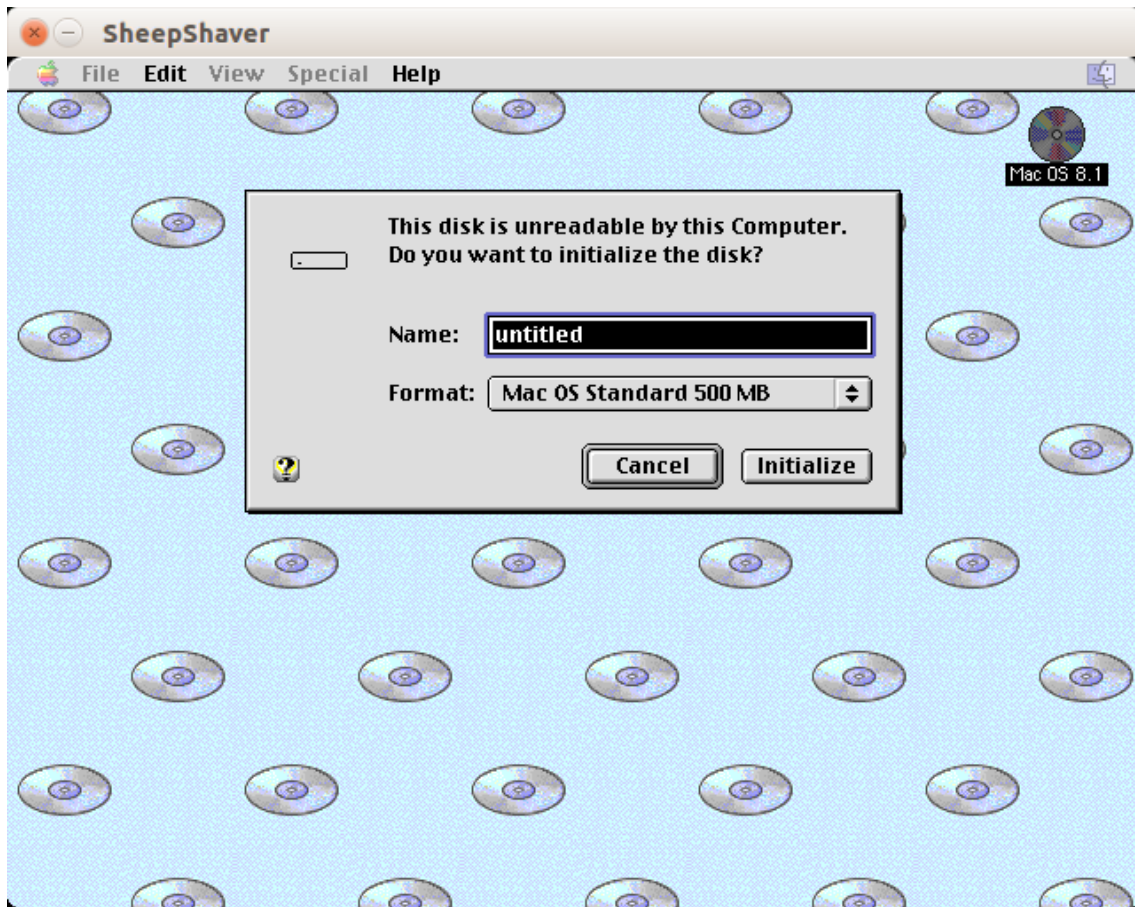 SheepShaver
File Edit View Special Help
Mac OS 8.1
This disk is unreadable by this Computer.
Do you want to initialize the disk?
Name: untitled
Format: Mac OS Standard 500 MB
?
Cancel Initialize